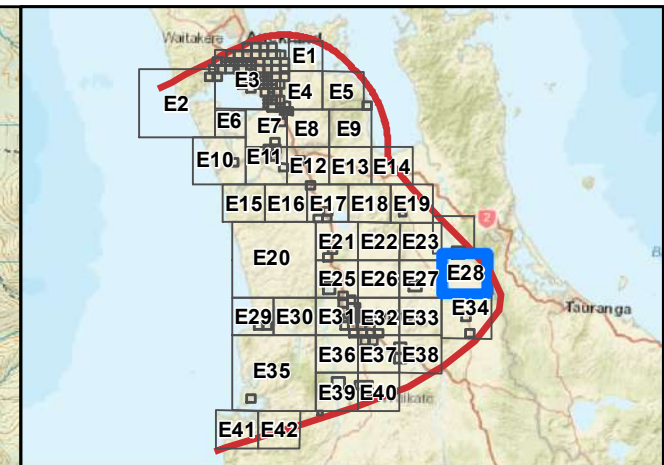 Waitakere
E1
E2 E3 E4 E5
E6 E7 E8 E9
E10 E11 E12 E13 E14
E15 E16 E17 E18 E19
2
E20 E21 E22 E23
E25 E26 E27 E28
Tauranga
E29 E30 E31 E32 E33 E34
E35 E36 E37 E38
E39 E40
E41 E42